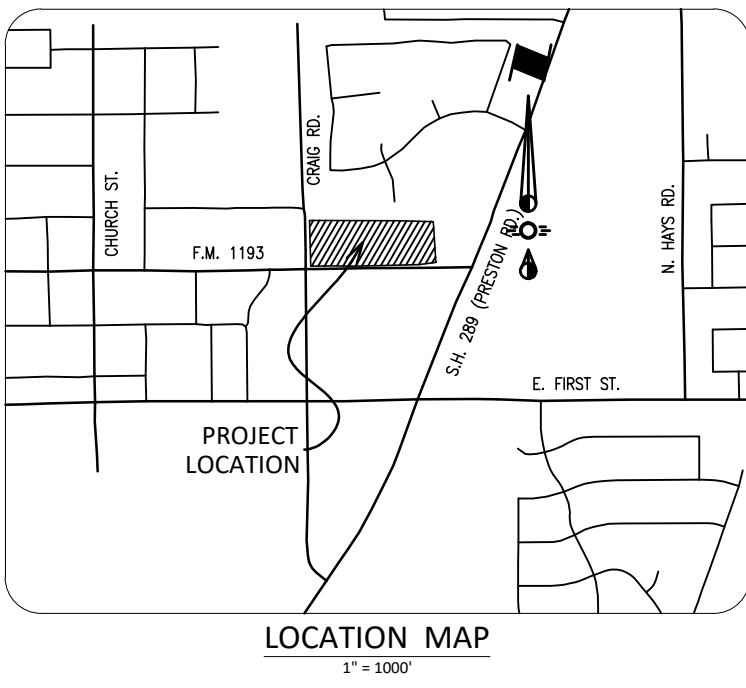 CHURCH ST.
CRAIG RD.
F.M. 1193
S.H. 289 (PRESTON RD.)
N. HAYS RD.
E. FIRST ST.
PROJECT
LOCATION
LOCATION MAP
1" = 1000'